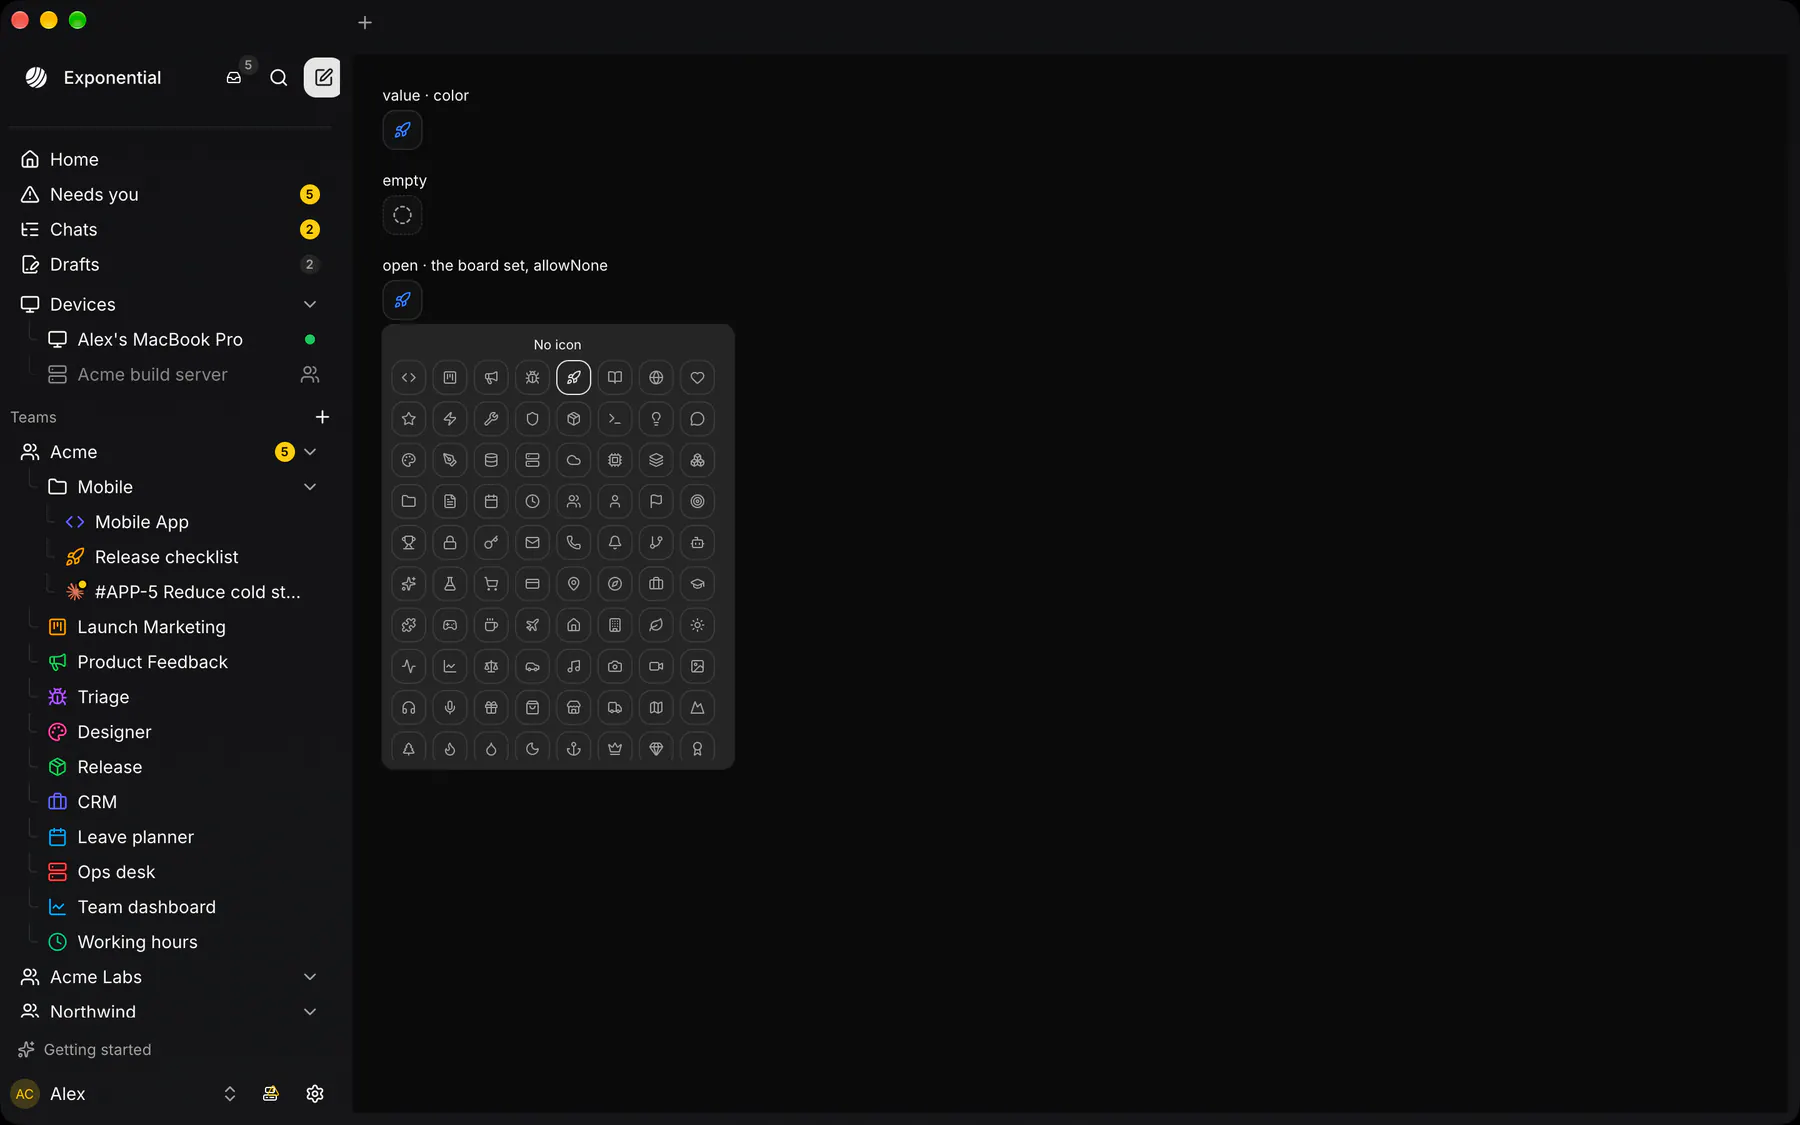 Exponential
5
Home
Needs you
5
Chats
2
Drafts
2
Devices
Alex's MacBook Pro
Acme build server
Teams
Acme
5
Mobile
Mobile App
Release checklist
#APP-5 Reduce cold st...
Launch Marketing
Product Feedback
Triage
Designer
Release
CRM
Leave planner
Ops desk
Team dashboard
Working hours
Acme Labs
Northwind
Getting started
AC
Alex
value · color
empty
open · the board set, allowNone
No icon